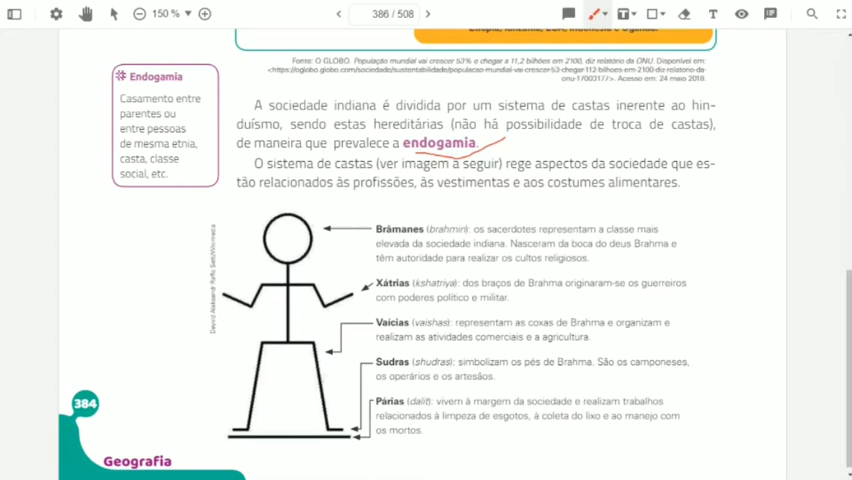 150 %
386 / 508
Etiópia, Tanzânia, EUA, Indonésia e Uganda.
Fonte: O GLOBO. População mundial vai crescer 53% e chegar a 11,2 bilhões em 2100, diz relatório da ONU. Disponível em:
<https://oglobo.globo.com/sociedade/sustentabilidade/populacao-mundial-vai-crescer-53-chegar-112-bilhoes-em-2100-diz-relatorio-da-
onu-17003177>. Acesso em: 24 maio 2018.
Endogamia
Casamento entre
parentes ou
entre pessoas
de mesma etnia,
casta, classe
social, etc.
A sociedade indiana é dividida por um sistema de castas inerente ao hin-
duísmo, sendo estas hereditárias (não há possibilidade de troca de castas),
de maneira que prevalece a endogamia.
O sistema de castas (ver imagem a seguir) rege aspectos da sociedade que es-
tão relacionados às profissões, às vestimentas e aos costumes alimentares.
Brâmanes (brahmin): os sacerdotes representam a classe mais
elevada da sociedade indiana. Nasceram da boca do deus Brahma e
têm autoridade para realizar os cultos religiosos.
Xátrias (kshatriya): dos braços de Brahma originaram-se os guerreiros
com poderes político e militar.
Vaícias (vaishas): representam as coxas de Brahma e organizam e
realizam as atividades comerciais e a agricultura.
Sudras (shudras): simbolizam os pés de Brahma. São os camponeses,
os operários e os artesãos.
Párias (dalit): vivem à margem da sociedade e realizam trabalhos
relacionados à limpeza de esgotos, à coleta do lixo e ao manejo com
os mortos.
384
Geografia